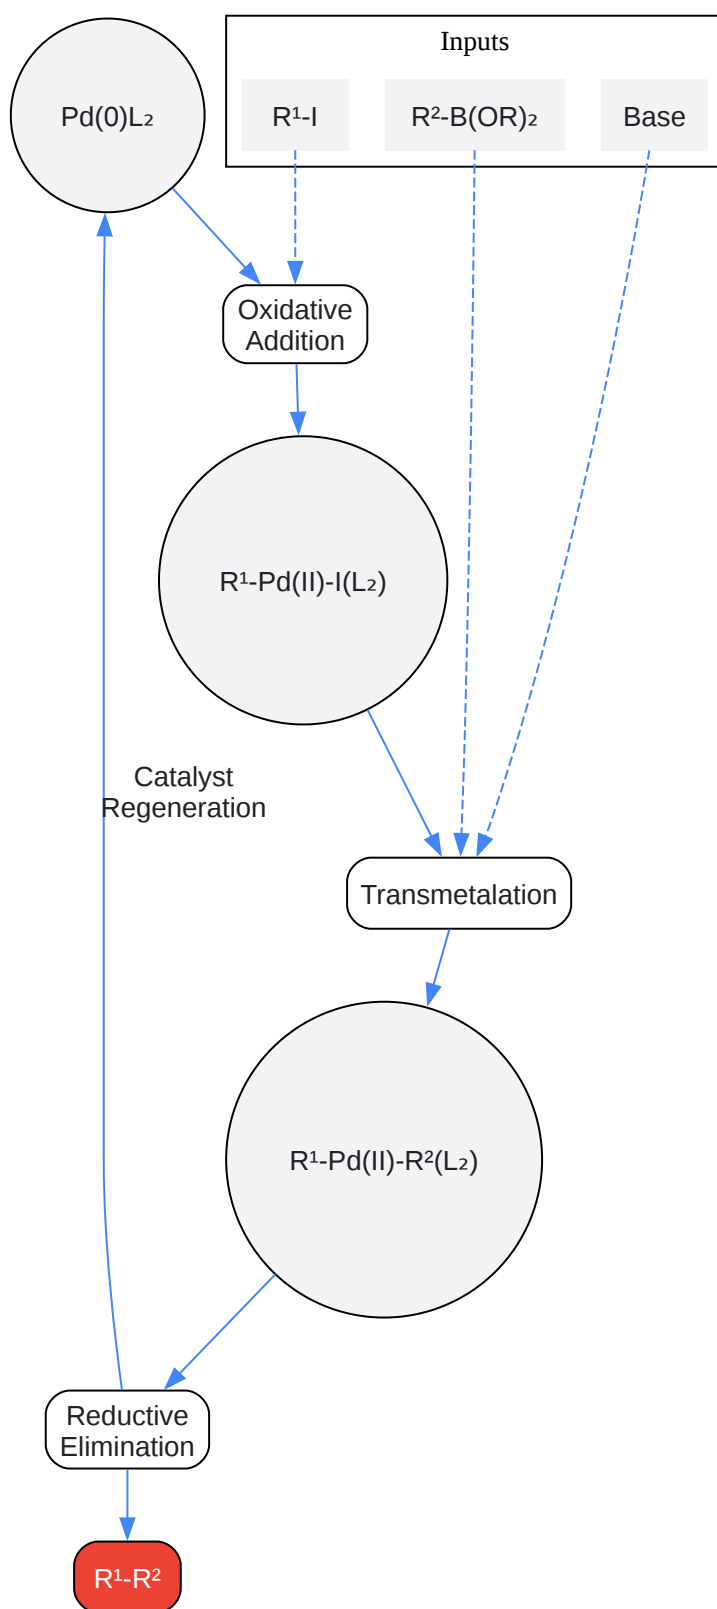 Inputs
Pd(0)L₂
R¹-I
R²-B(OR)₂
Base
Oxidative
Addition
R¹-Pd(II)-I(L₂)
Catalyst
Regeneration
Transmetalation
R¹-Pd(II)-R²(L₂)
Reductive
Elimination
R¹-R²